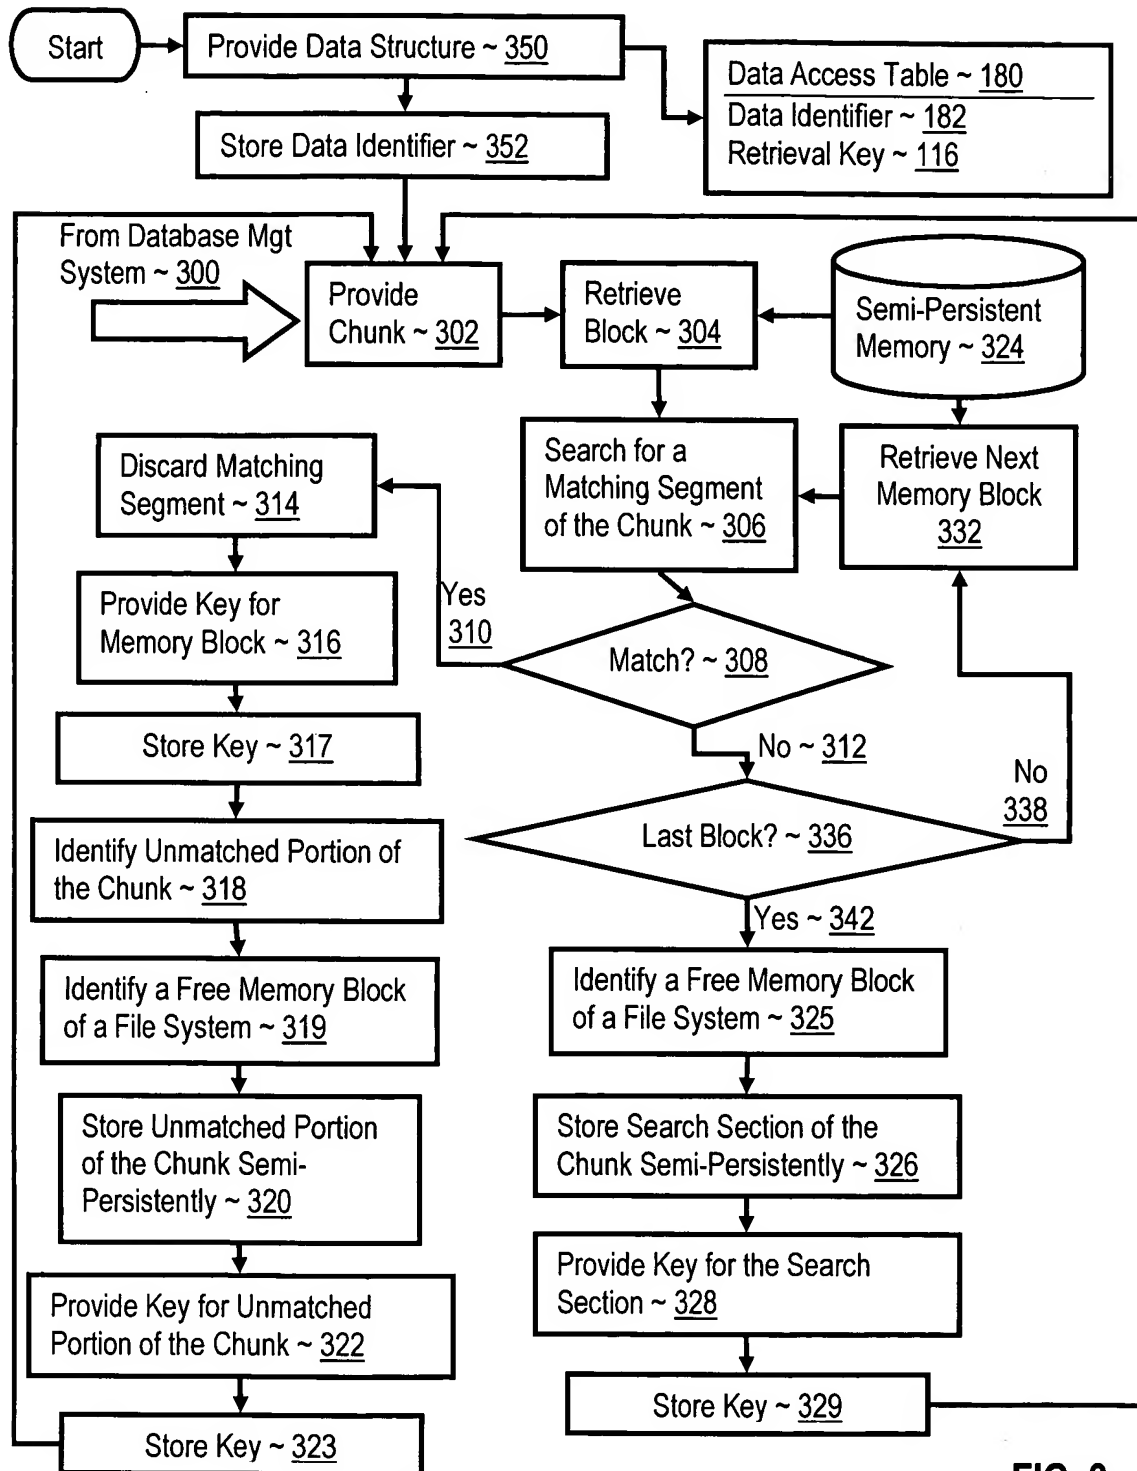 Start
Provide Data Structure ~ 350
Data Access Table ~ 180
Data Identifier ~ 182
Retrieval Key ~ 116
Store Data Identifier ~ 352
From Database Mgt
System ~ 300
Provide
Chunk ~ 302
Retrieve
Block ~ 304
Semi-Persistent
Memory ~ 324
Discard Matching
Segment ~ 314
Search for a
Matching Segment
of the Chunk ~ 306
Retrieve Next
Memory Block
332
Provide Key for
Memory Block ~ 316
Yes
310
Match? ~ 308
Store Key ~ 317
No ~ 312
No
338
Identify Unmatched Portion of
the Chunk ~ 318
Last Block? ~ 336
Yes ~ 342
Identify a Free Memory Block
of a File System ~ 319
Identify a Free Memory Block
of a File System ~ 325
Store Unmatched Portion
of the Chunk Semi-
Persistently ~ 320
Store Search Section of the
Chunk Semi-Persistently ~ 326
Provide Key for Unmatched
Portion of the Chunk ~ 322
Provide Key for the Search
Section ~ 328
Store Key ~ 323
Store Key ~ 329